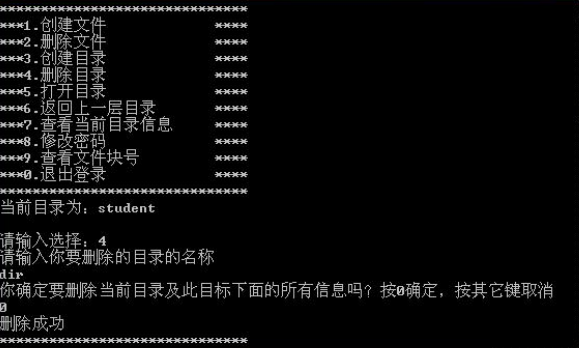 ******************************
***1.创建文件 ****
***2.删除文件 ****
***3.创建目录 ****
***4.删除目录 ****
***5.打开目录 ****
***6.返回上一层目录 ****
***7.查看当前目录信息 ****
***8.修改密码 ****
***9.查看文件块号 ****
***0.退出登录 ****
******************************
当前目录为：student
请输入选择：4
请输入你要删除的目录的名称
dir
你确定要删除当前目录及此目标下面的所有信息吗？按0确定，按其它键取消
0
删除成功
******************************